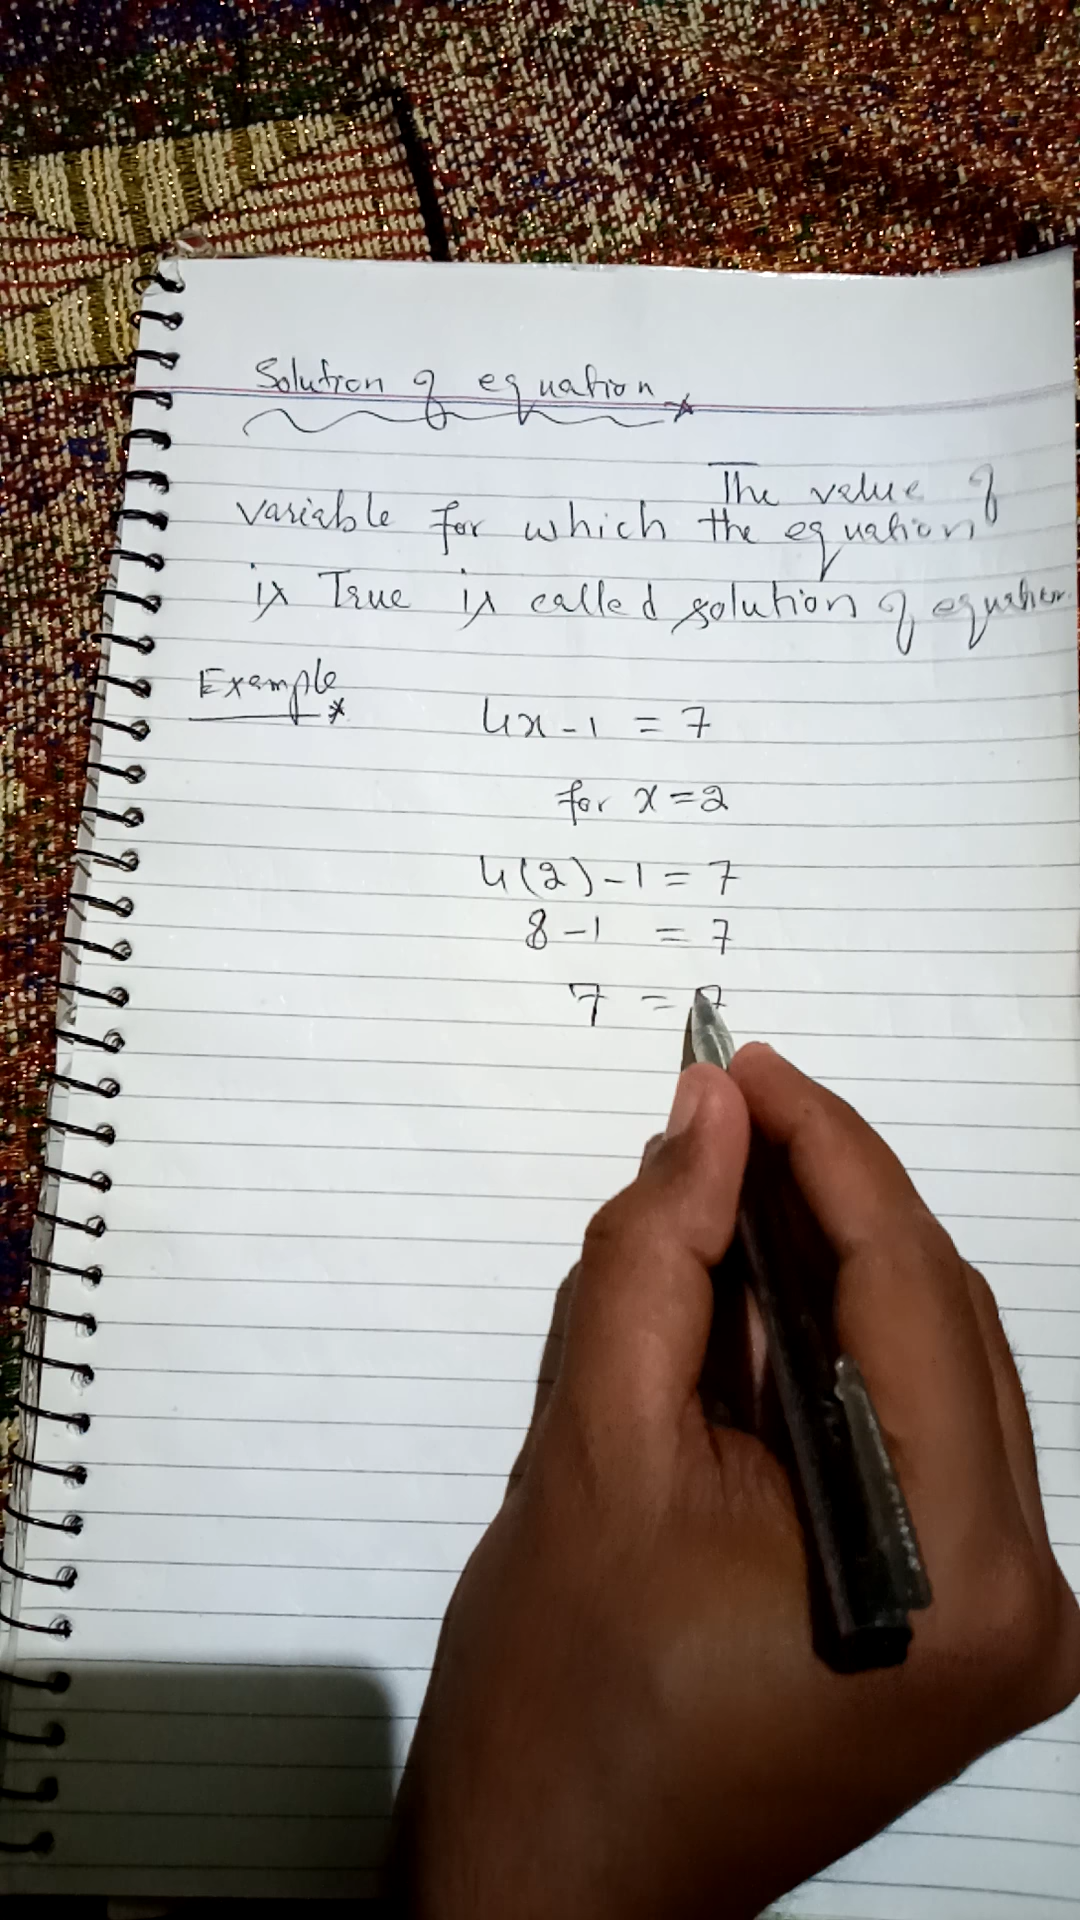 Solution of equation
The value of
variable for which the equation
is True is called solution of equation.
Example
4x - 1 = 7
for x = 2
4(2) - 1 = 7
8 - 1 = 7
7 = 7